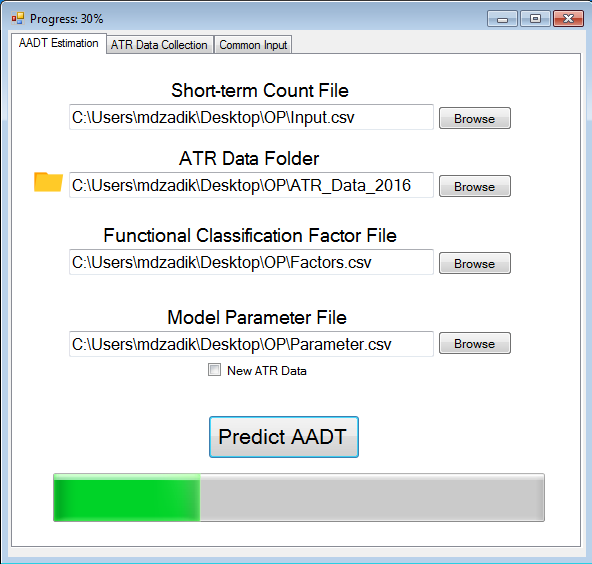 Progress: 30%
AADT Estimation ATR Data Collection Common Input
Short-term Count File
C:\Users\mdzadik\Desktop\OP\Input.csv Browse
ATR Data Folder
C:\Users\mdzadik\Desktop\OP\ATR_Data_2016 Browse
Functional Classification Factor File
C:\Users\mdzadik\Desktop\OP\Factors.csv Browse
Model Parameter File
C:\Users\mdzadik\Desktop\OP\Parameter.csv Browse
New ATR Data
Predict AADT